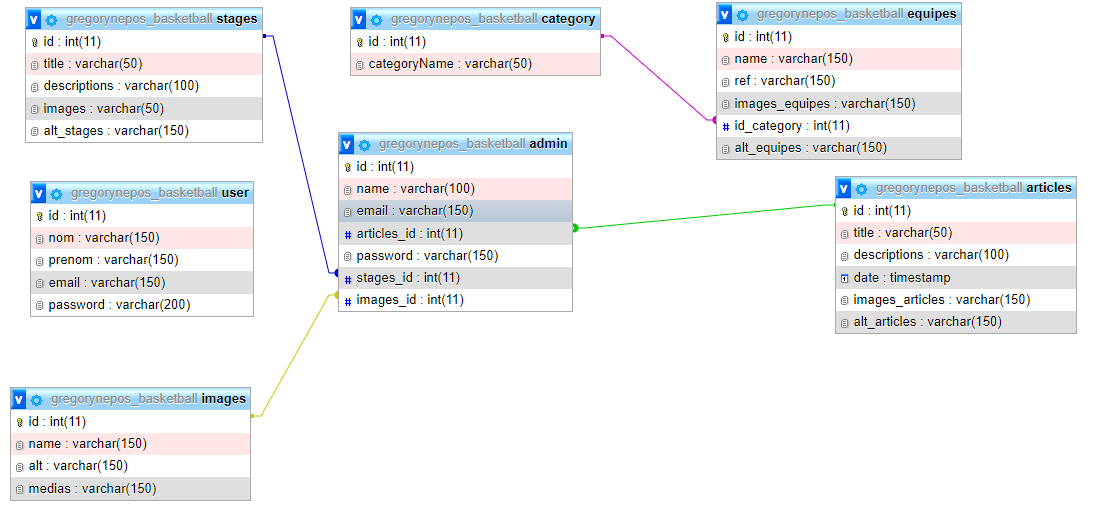 gregorynepos_basketball stages
id : int(11)
title : varchar(50)
descriptions : varchar(100)
images : varchar(50)
alt_stages : varchar(150)
gregorynepos_basketball category
id : int(11)
categoryName : varchar(50)
gregorynepos_basketball equipes
id : int(11)
name : varchar(150)
ref : varchar(150)
images_equipes : varchar(150)
# id_category : int(11)
alt_equipes : varchar(150)
gregorynepos_basketball admin
id : int(11)
name : varchar(100)
email : varchar(150)
# articles_id : int(11)
password : varchar(150)
# stages_id : int(11)
# images_id : int(11)
gregorynepos_basketball user
id : int(11)
nom : varchar(150)
prenom : varchar(150)
email : varchar(150)
password : varchar(200)
gregorynepos_basketball articles
id : int(11)
title : varchar(50)
descriptions : varchar(100)
date : timestamp
images_articles : varchar(150)
alt_articles : varchar(150)
gregorynepos_basketball images
id : int(11)
name : varchar(150)
alt : varchar(150)
medias : varchar(150)